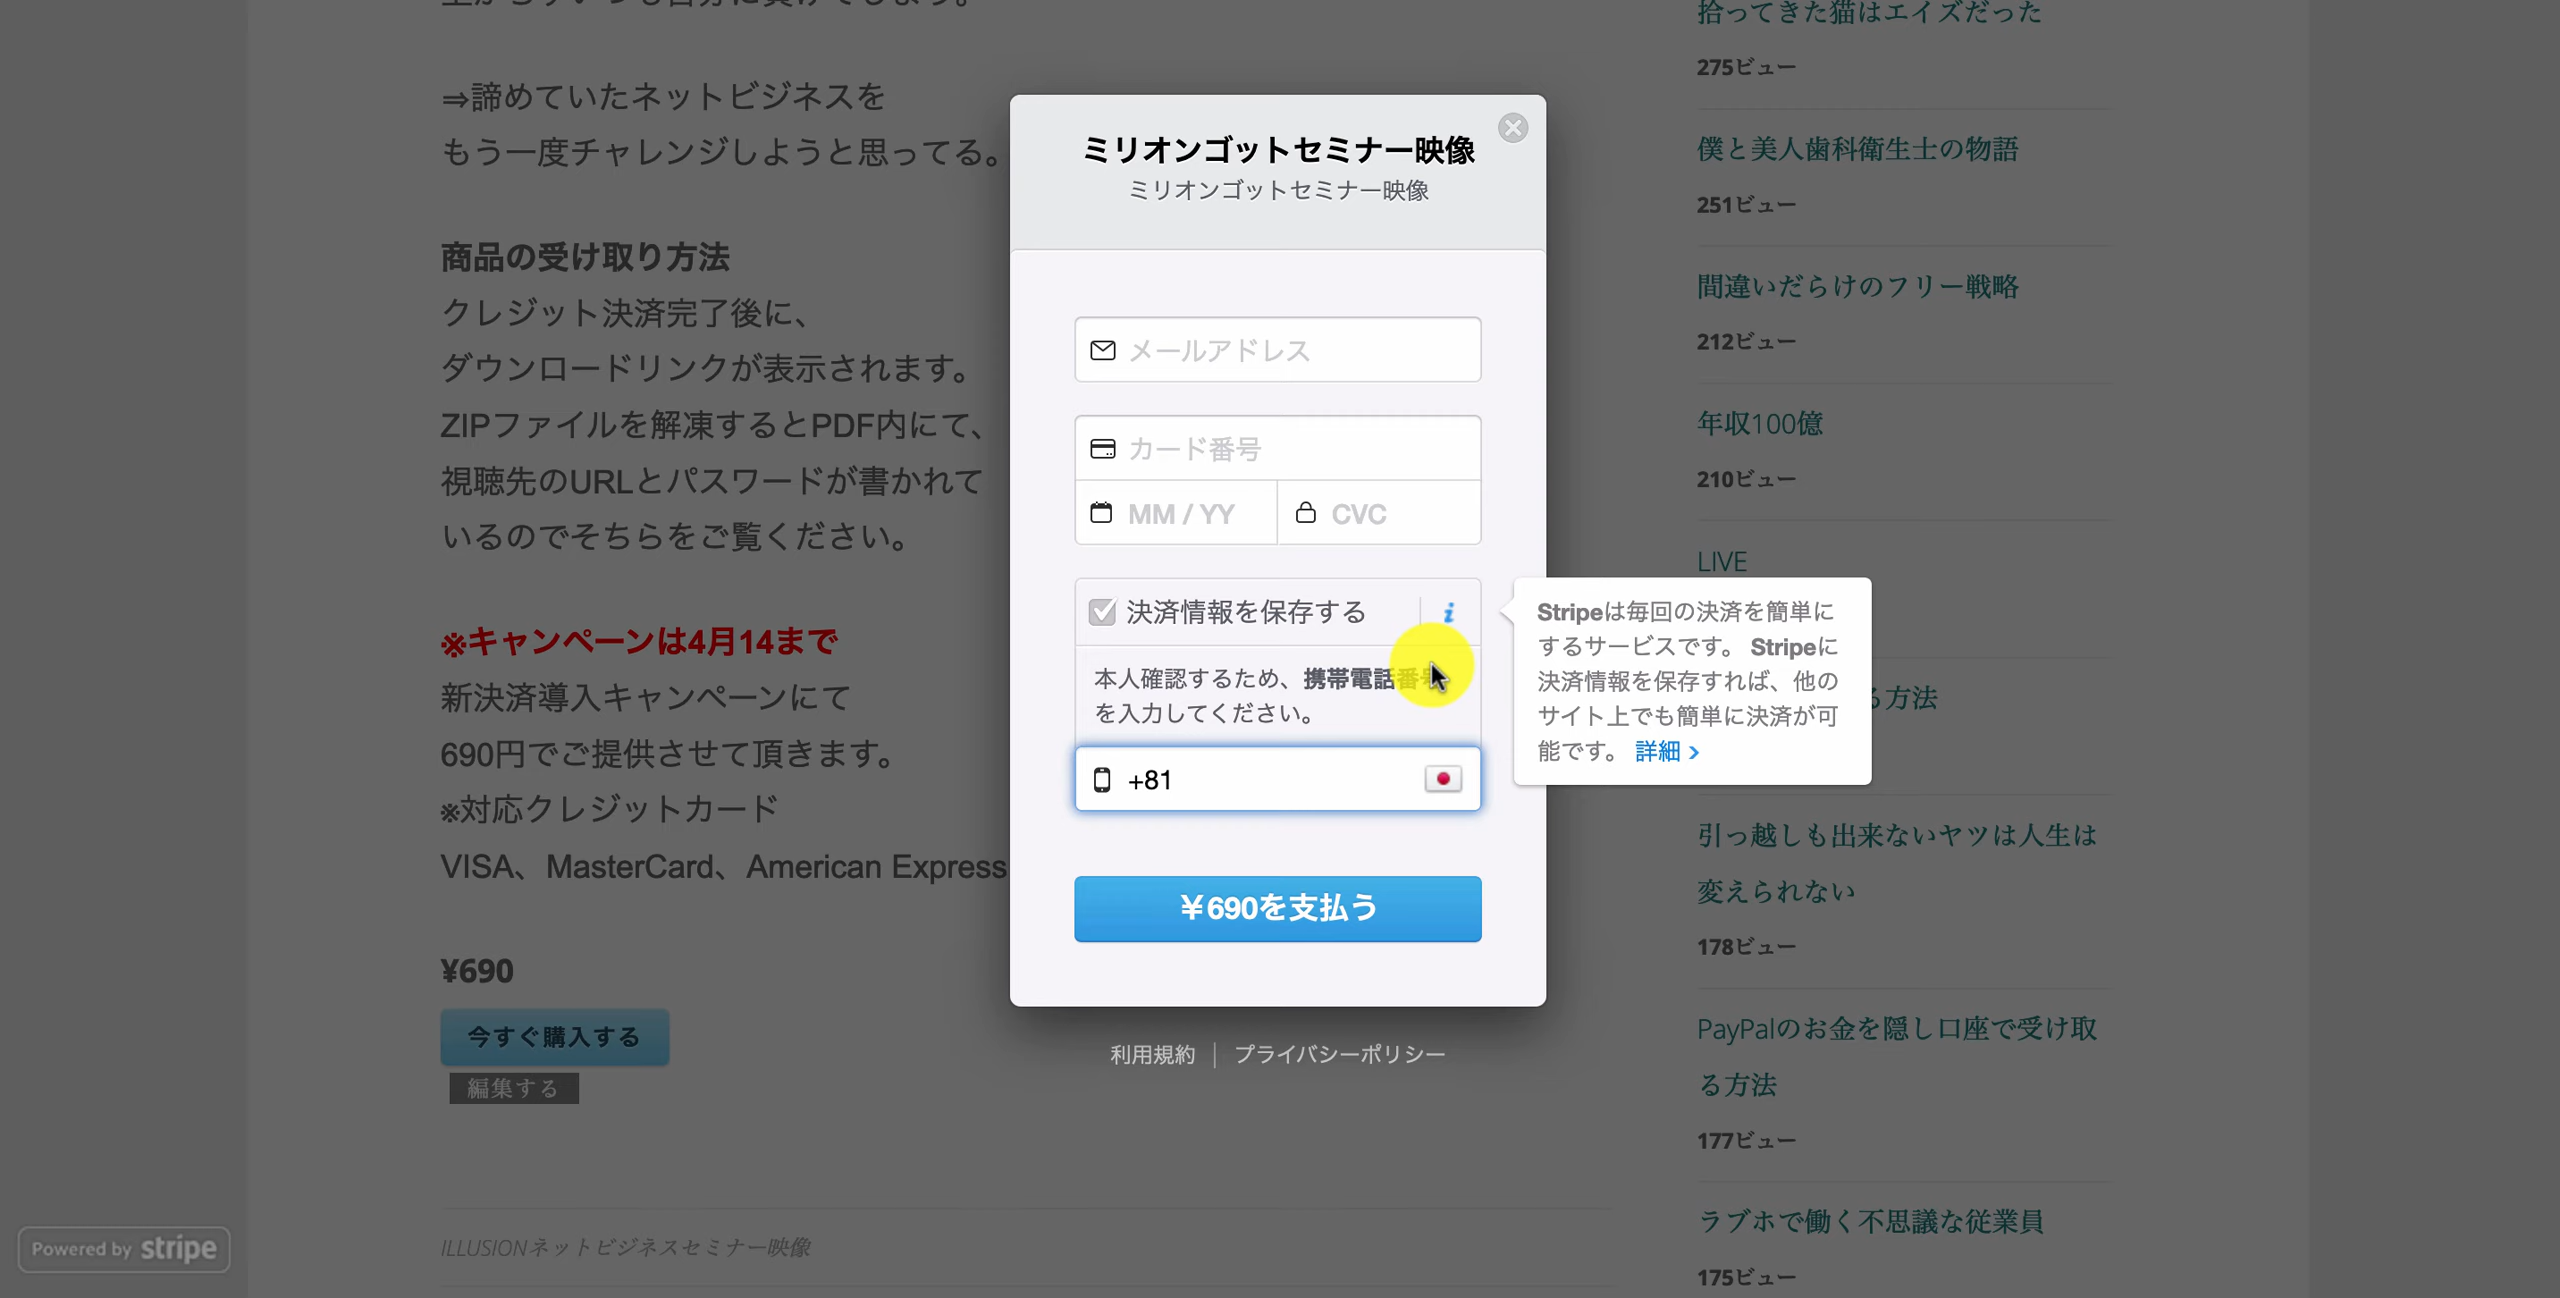 ⇒諦めていたネットビジネスを
もう一度チャレンジしようと思ってる。
商品の受け取り方法
クレジット決済完了後に、
ダウンロードリンクが表示されます。
ZIPファイルを解凍するとPDF内にて、
視聴先のURLとパスワードが書かれて
いるのでそちらをご覧ください。
※キャンペーンは4月14まで
新決済導入キャンペーンにて
690円でご提供させて頂きます。
※対応クレジットカード
VISA、MasterCard、American Express
¥690
今すぐ購入する
編集する
ILLUSIONネットビジネスセミナー映像
Powered by stripe
ミリオンゴットセミナー映像
ミリオンゴットセミナー映像
メールアドレス
カード番号
MM / YY
CVC
決済情報を保存する
i
本人確認するため、携帯電話番号
を入力してください。
+81
¥690を支払う
利用規約 | プライバシーポリシー
Stripeは毎回の決済を簡単に
するサービスです。 Stripeに
決済情報を保存すれば、他の
サイト上でも簡単に決済が可
能です。 詳細 ›
拾ってきた猫はエイズだった
275ビュー
僕と美人歯科衛生士の物語
251ビュー
間違いだらけのフリー戦略
212ビュー
年収100億
210ビュー
LIVE
る方法
引っ越しも出来ないヤツは人生は
変えられない
178ビュー
PayPalのお金を隠し口座で受け取
る方法
177ビュー
ラブホで働く不思議な従業員
175ビュー